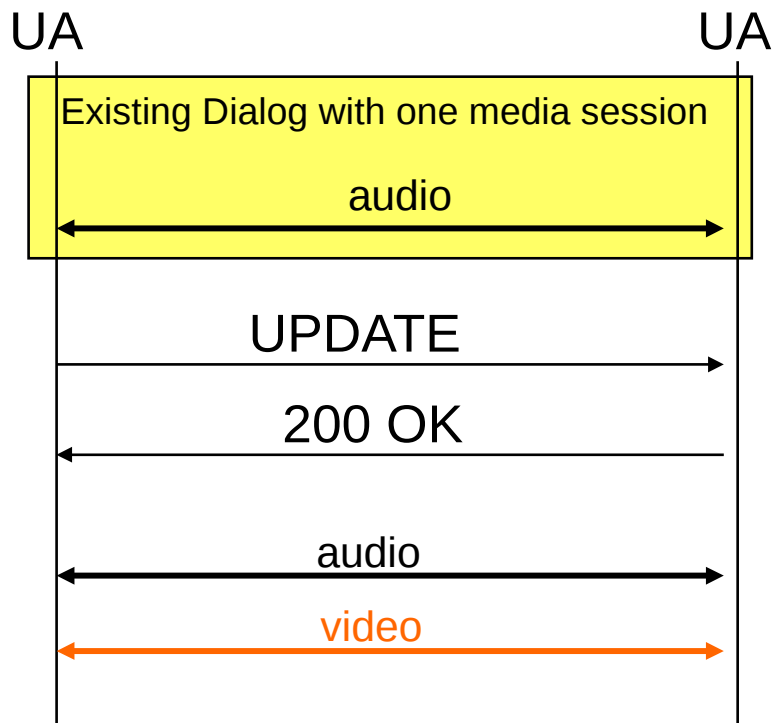 UA
UA
Existing Dialog with one media session
audio
UPDATE
200 OK
audio
video